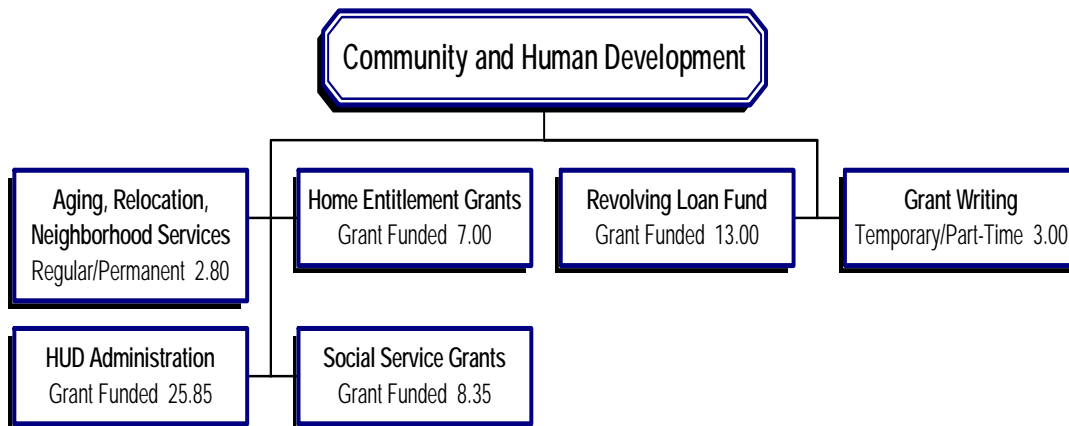 Community and Human Development
Aging, Relocation,
Neighborhood Services
Regular/Permanent 2.80
Home Entitlement Grants
Grant Funded 7.00
Revolving Loan Fund
Grant Funded 13.00
Grant Writing
Temporary/Part-Time 3.00
HUD Administration
Grant Funded 25.85
Social Service Grants
Grant Funded 8.35